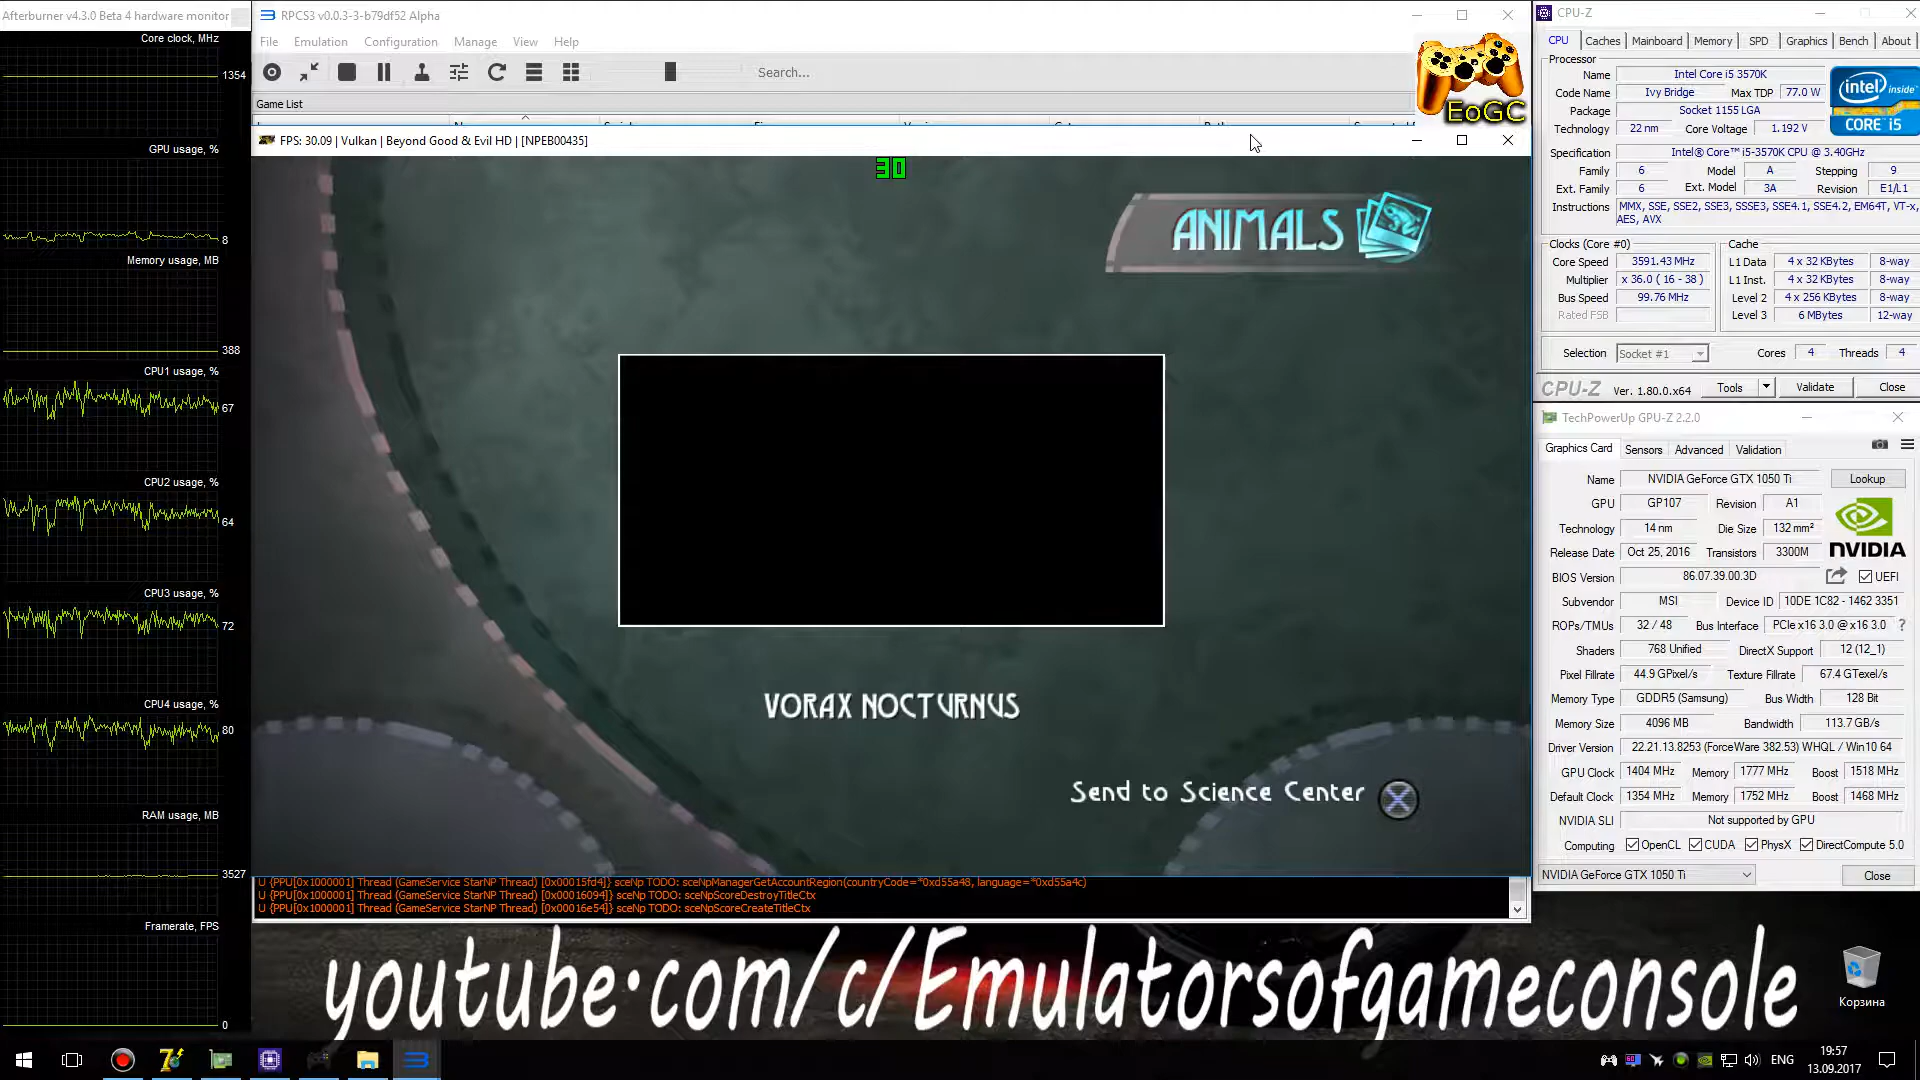 Afterburner v4.3.0 Beta 4 hardware monitor
Core clock, MHz
1354
GPU usage, %
8
Memory usage, MB
388
CPU1 usage, %
67
CPU2 usage, %
64
CPU3 usage, %
72
CPU4 usage, %
80
RAM usage, MB
3527
Framerate, FPS
0
RPCS3 v0.0.3-3-b79df52 Alpha
File Emulation Configuration Manage View Help
Search...
EoGC
Game List
FPS: 30.09 | Vulkan | Beyond Good & Evil HD | [NPEB00435]
30
ANIMALS
VORAX NOCTURNUS
Send to Science Center
U {PPU[0x1000001] Thread (GameService StarNP Thread) [0x00015fd4]} sceNp TODO: sceNpManagerGetAccountRegion(countryCode=*0xd55a48, language=*0xd55a4c)
U {PPU[0x1000001] Thread (GameService StarNP Thread) [0x00016094]} sceNp TODO: sceNpScoreDestroyTitleCtx
U {PPU[0x1000001] Thread (GameService StarNP Thread) [0x00016e54]} sceNp TODO: sceNpScoreCreateTitleCtx
CPU-Z
CPU Caches Mainboard Memory SPD Graphics Bench About
Processor
Name Intel Core i5 3570K
Code Name Ivy Bridge Max TDP 77.0 W
Package Socket 1155 LGA
Technology 22 nm Core Voltage 1.192 V
intel inside™
CORE i5
Specification Intel® Core™ i5-3570K CPU @ 3.40GHz
Family 6 Model A Stepping 9
Ext. Family 6 Ext. Model 3A Revision E1/L1
Instructions MMX, SSE, SSE2, SSE3, SSSE3, SSE4.1, SSE4.2, EM64T, VT-x,
AES, AVX
Clocks (Core #0) Cache
Core Speed 3591.43 MHz L1 Data 4 x 32 KBytes 8-way
Multiplier x 36.0 ( 16 - 38 ) L1 Inst. 4 x 32 KBytes 8-way
Bus Speed 99.76 MHz Level 2 4 x 256 KBytes 8-way
Rated FSB Level 3 6 MBytes 12-way
Selection Socket #1 Cores 4 Threads 4
CPU-Z Ver. 1.80.0.x64 Tools Validate Close
TechPowerUp GPU-Z 2.2.0
Graphics Card Sensors Advanced Validation
Name NVIDIA GeForce GTX 1050 Ti Lookup
GPU GP107 Revision A1
Technology 14 nm Die Size 132 mm²
Release Date Oct 25, 2016 Transistors 3300M
NVIDIA
BIOS Version 86.07.39.00.3D UEFI
Subvendor MSI Device ID 10DE 1C82 - 1462 3351
ROPs/TMUs 32 / 48 Bus Interface PCIe x16 3.0 @ x16 3.0 ?
Shaders 768 Unified DirectX Support 12 (12_1)
Pixel Fillrate 44.9 GPixel/s Texture Fillrate 67.4 GTexel/s
Memory Type GDDR5 (Samsung) Bus Width 128 Bit
Memory Size 4096 MB Bandwidth 113.7 GB/s
Driver Version 22.21.13.8253 (ForceWare 382.53) WHQL / Win10 64
GPU Clock 1404 MHz Memory 1777 MHz Boost 1518 MHz
Default Clock 1354 MHz Memory 1752 MHz Boost 1468 MHz
NVIDIA SLI Not supported by GPU
Computing OpenCL CUDA PhysX DirectCompute 5.0
NVIDIA GeForce GTX 1050 Ti Close
youtube.com/c/Emulatorsofgameconsole
Корзина
ENG
19:57
13.09.2017